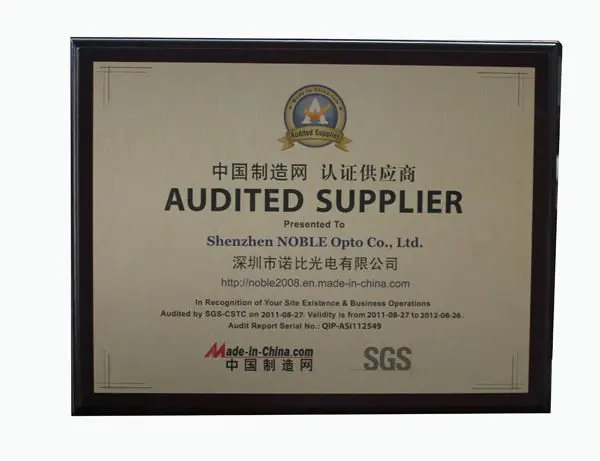 Made-in-China.com
Audited Supplier
中国制造网 认证供应商
AUDITED SUPPLIER
Presented To
Shenzhen NOBLE Opto Co., Ltd.
深圳市诺比光电有限公司
http://noble2008.en.made-in-china.com
In Recognition of Your Site Existence & Business Operations
Audited by SGS-CSTC on 2011-08-27. Validity is from 2011-08-27 to 2012-08-26.
Audit Report Serial No.: QIP-ASI112549
Made-in-China.com
中国制造网
SGS